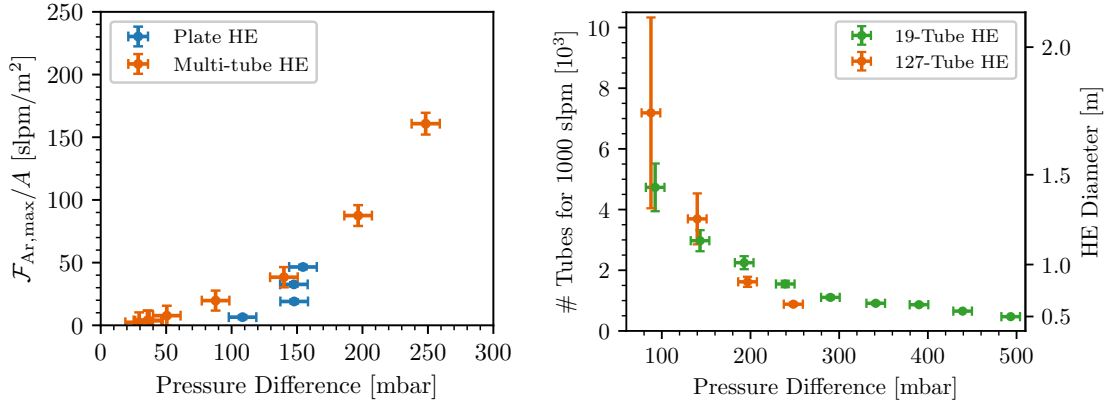 250
200
150
100
50
0
0 50 100 150 200 250 300
Pressure Difference [mbar]
𝓕Ar,max/A [slpm/m²]
Plate HE
Multi-tube HE
10
8
6
4
2
0
100 200 300 400 500
Pressure Difference [mbar]
# Tubes for 1000 slpm [10³]
19-Tube HE
127-Tube HE
2.0
1.5
1.0
0.5
HE Diameter [m]